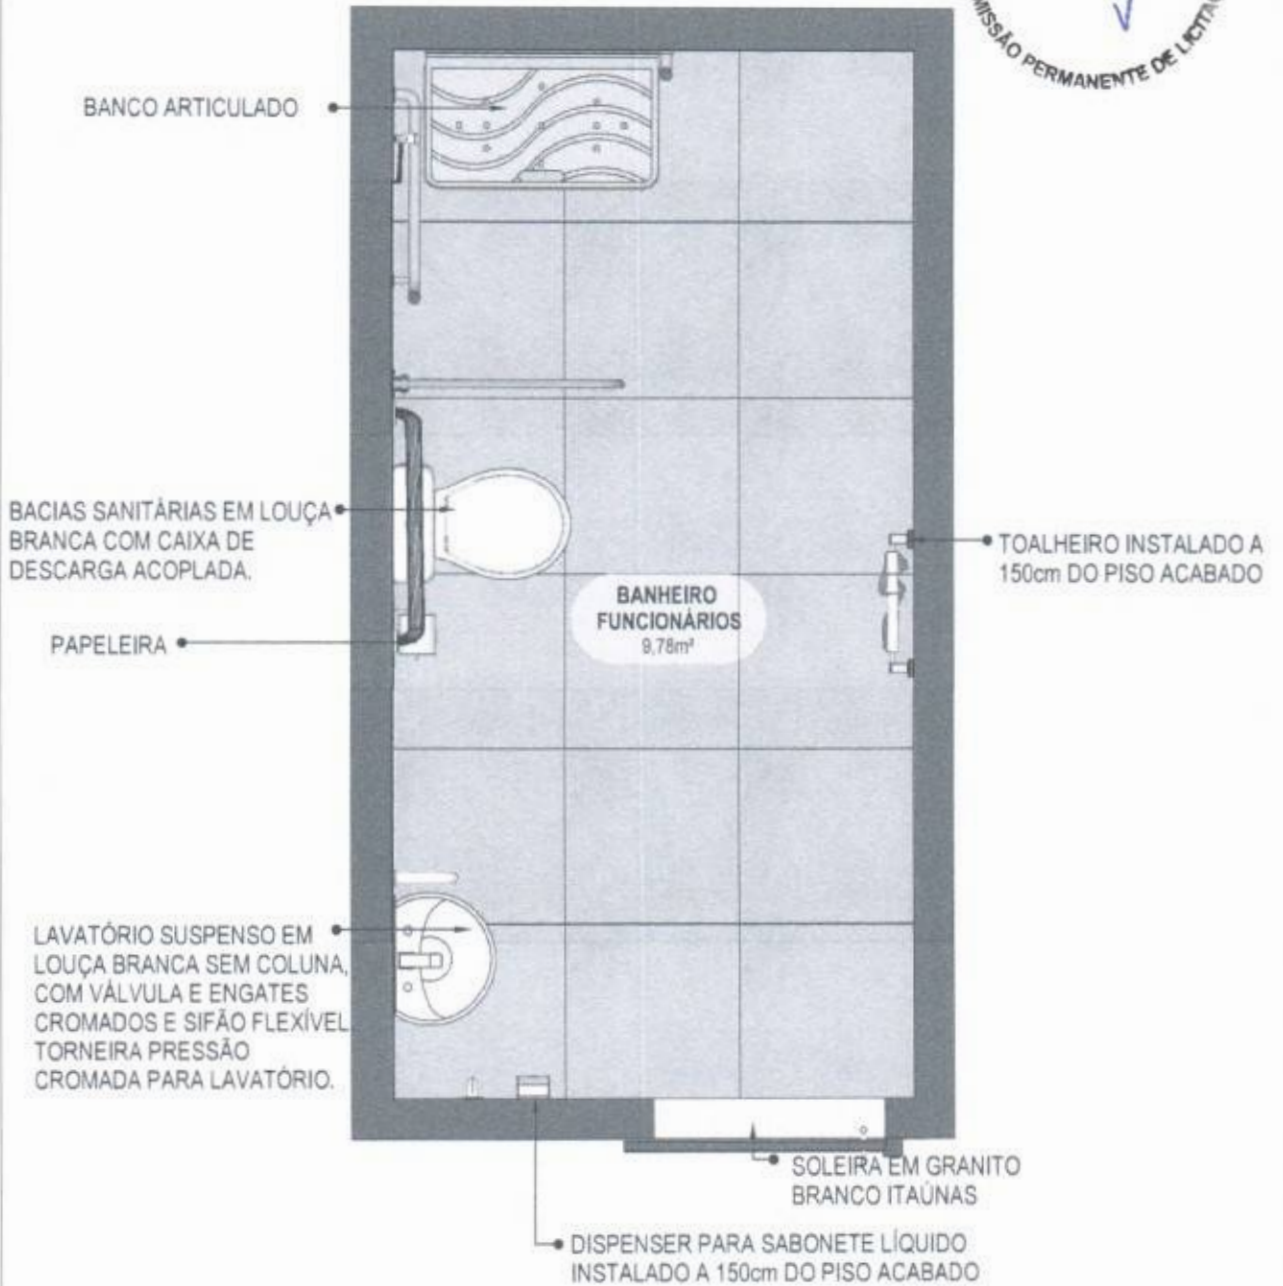 MISSÃO PERMANENTE DE LICITAÇ
BANCO ARTICULADO
BACIAS SANITÁRIAS EM LOUÇA
BRANCA COM CAIXA DE
DESCARGA ACOPLADA.
TOALHEIRO INSTALADO A
150cm DO PISO ACABADO
BANHEIRO
FUNCIONÁRIOS
9,78m²
PAPELEIRA
LAVATÓRIO SUSPENSO EM
LOUÇA BRANCA SEM COLUNA,
COM VÁLVULA E ENGATES
CROMADOS E SIFÃO FLEXÍVEL.
TORNEIRA PRESSÃO
CROMADA PARA LAVATÓRIO.
SOLEIRA EM GRANITO
BRANCO ITAÚNAS
DISPENSER PARA SABONETE LÍQUIDO
INSTALADO A 150cm DO PISO ACABADO